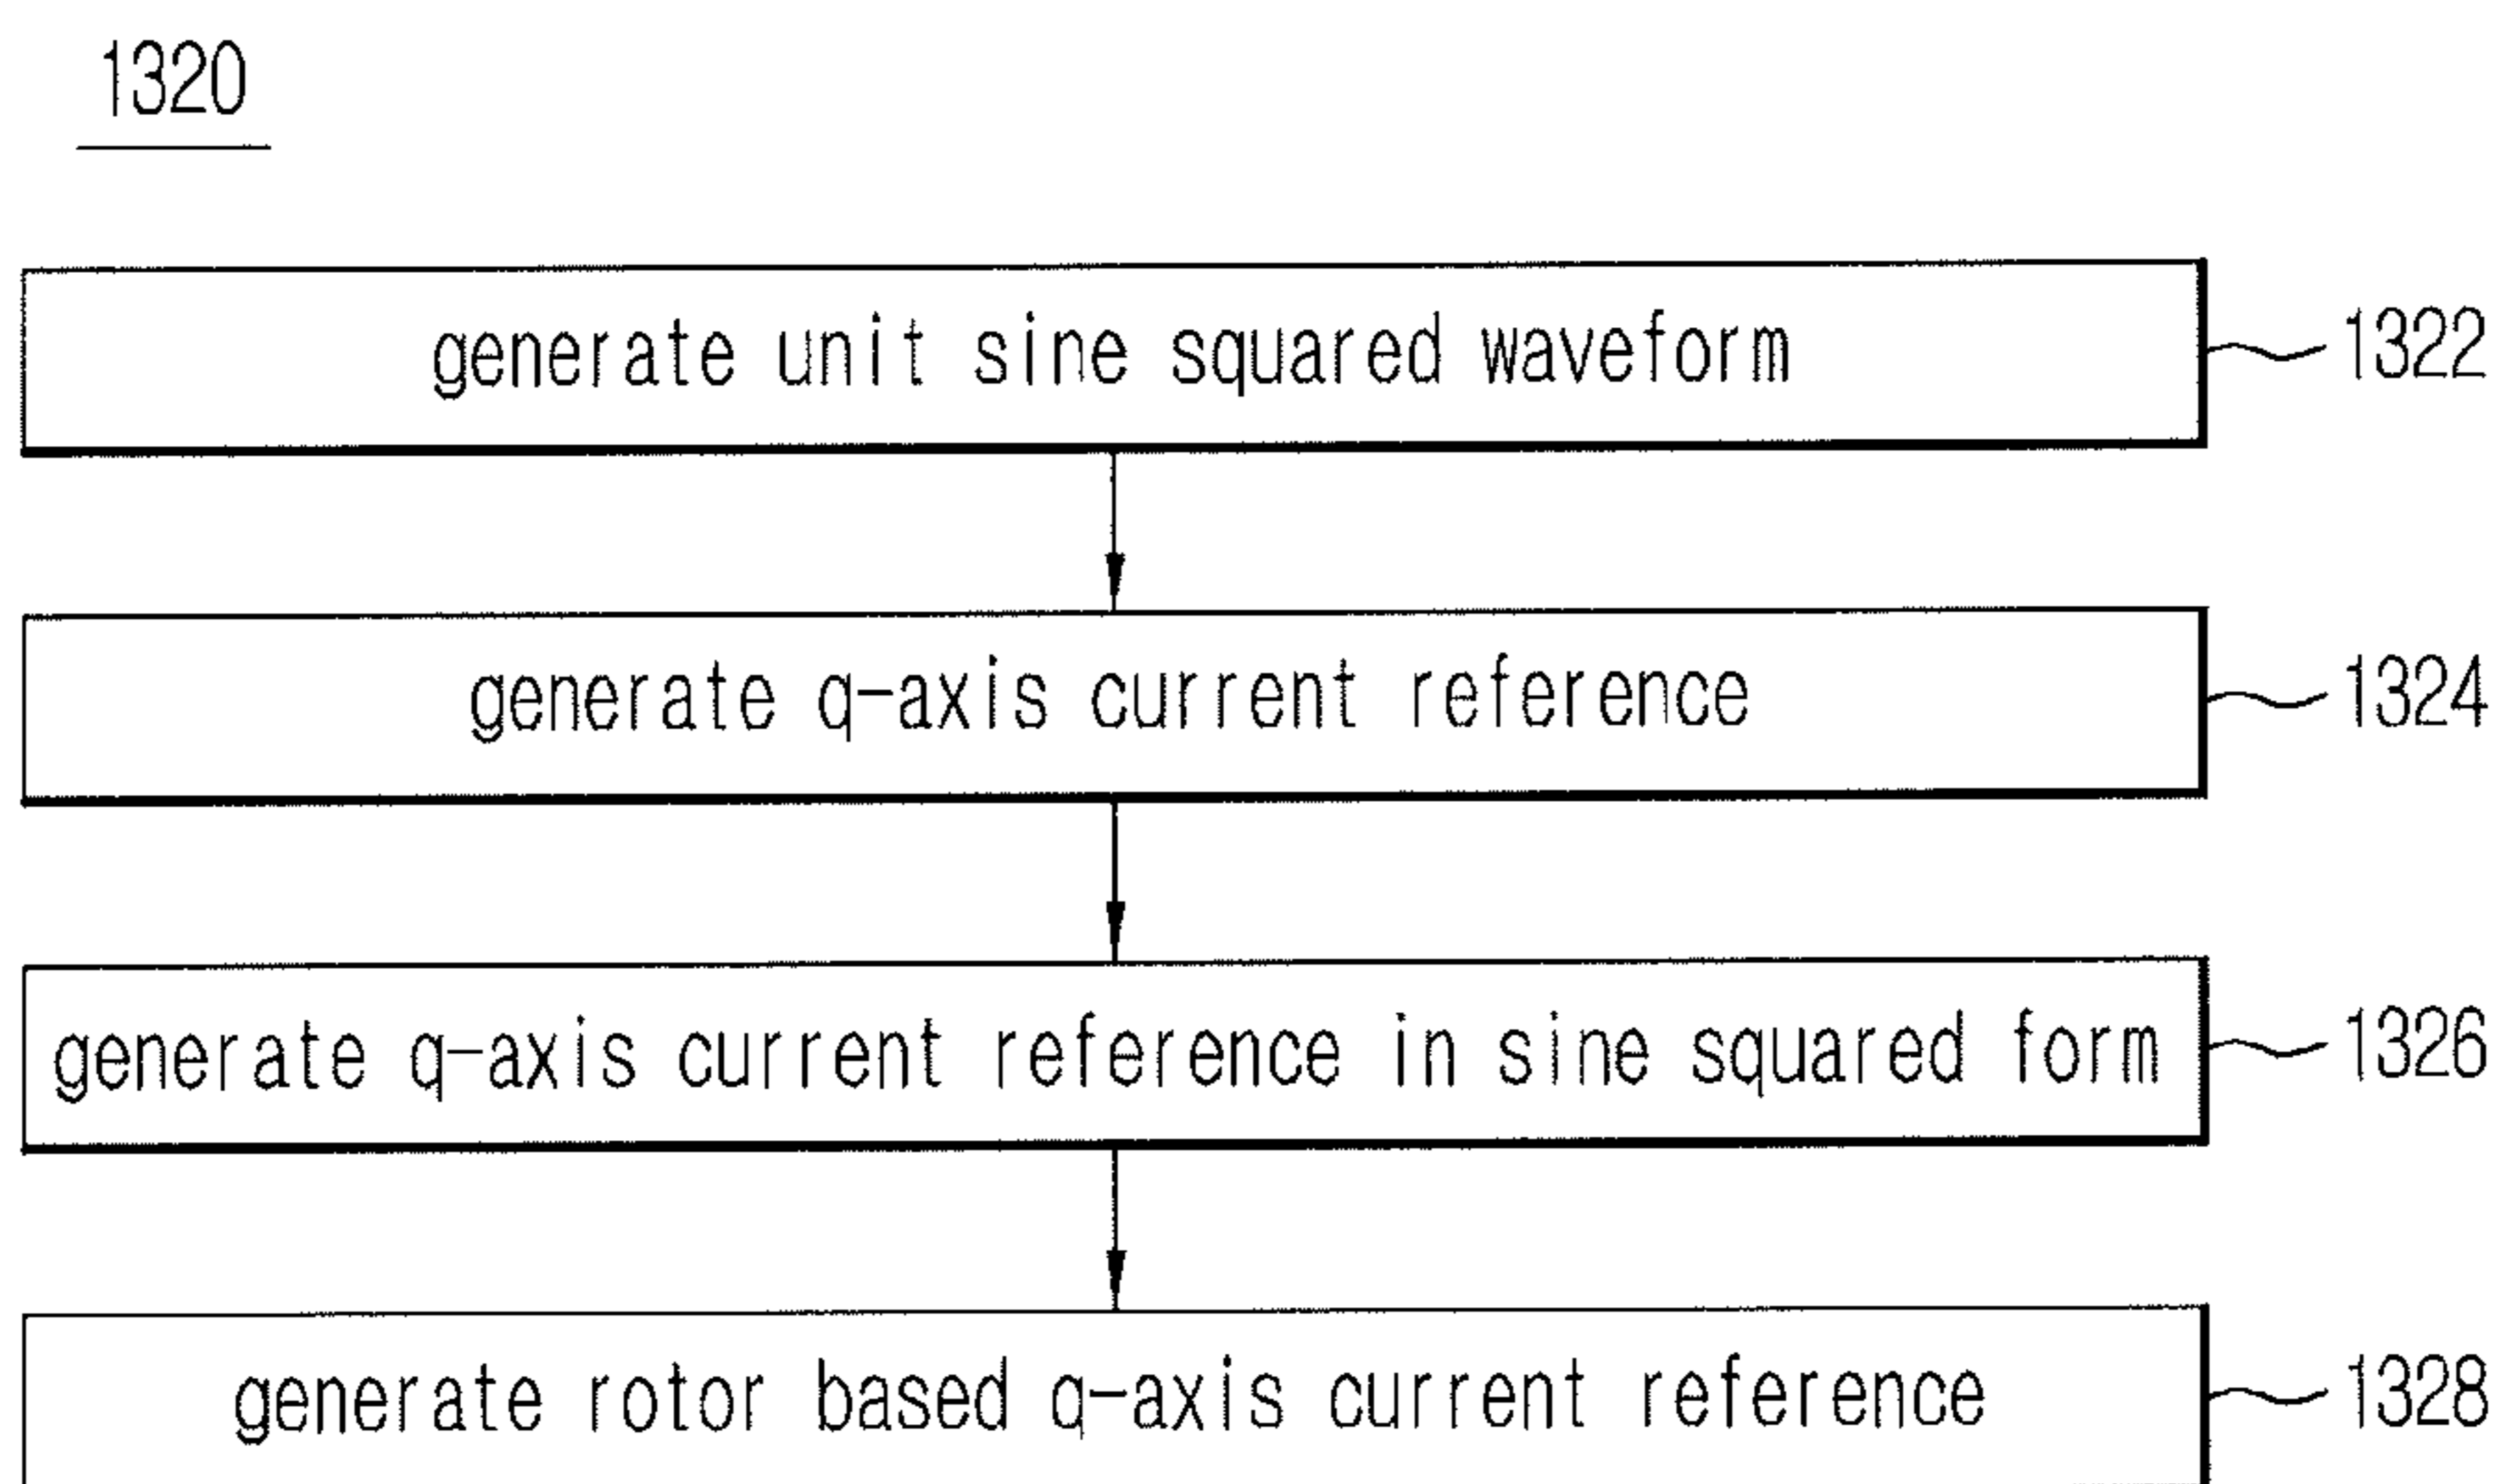 1320
generate unit sine squared waveform 1322
generate q-axis current reference 1324
generate q-axis current reference in sine squared form 1326
generate rotor based q-axis current reference 1328